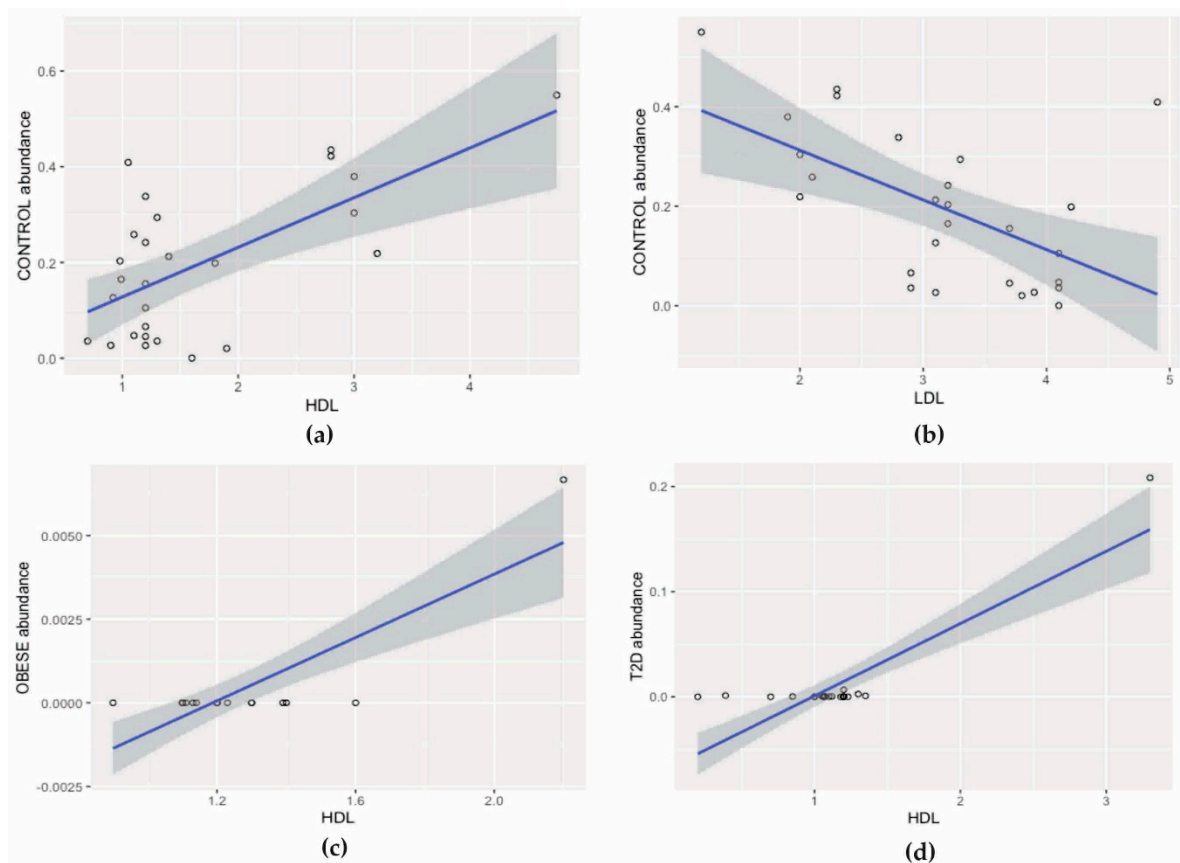 CONTROL abundance
0.6
0.4
0.2
0.0
1
2
3
4
HDL
(a)
CONTROL abundance
0.4
0.2
0.0
2
3
4
5
LDL
(b)
OBESE abundance
0.0050
0.0025
0.0000
-0.0025
1.2
1.6
2.0
HDL
(c)
T2D abundance
0.2
0.1
0.0
1
2
3
HDL
(d)